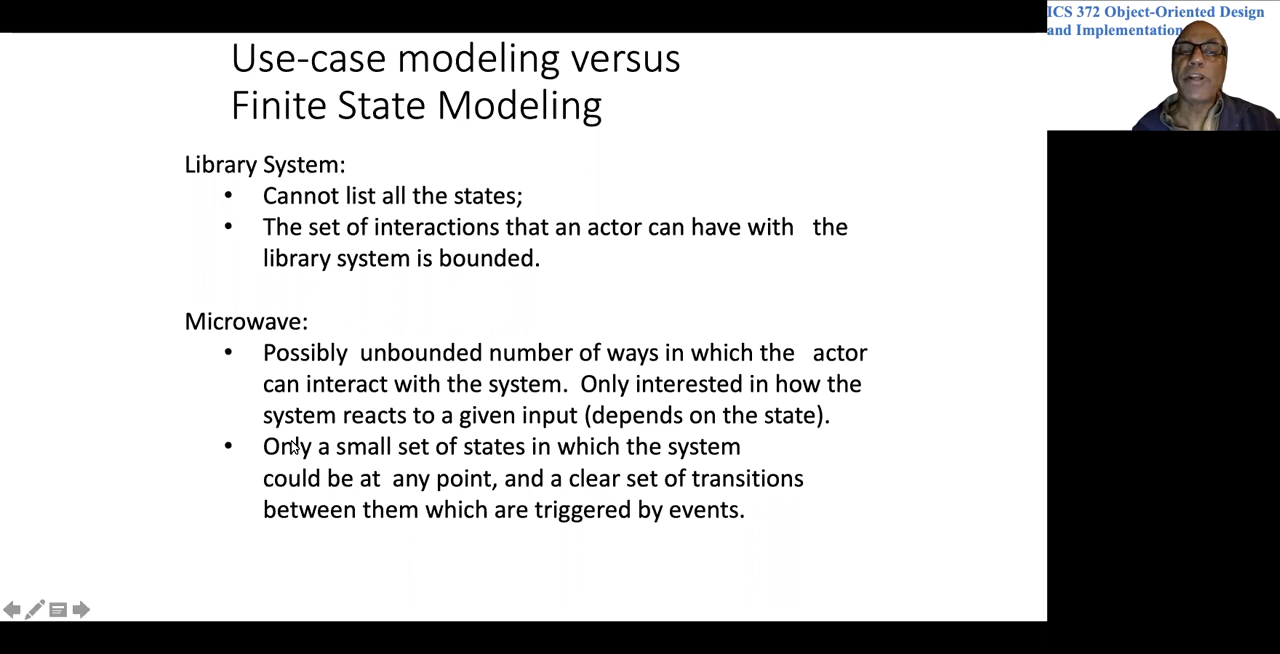 ICS 372 Object-Oriented Design
and Implementation
Use-case modeling versus
Finite State Modeling
Library System:
• Cannot list all the states;
• The set of interactions that an actor can have with the
library system is bounded.
Microwave:
• Possibly unbounded number of ways in which the actor
can interact with the system. Only interested in how the
system reacts to a given input (depends on the state).
• Only a small set of states in which the system
could be at any point, and a clear set of transitions
between them which are triggered by events.